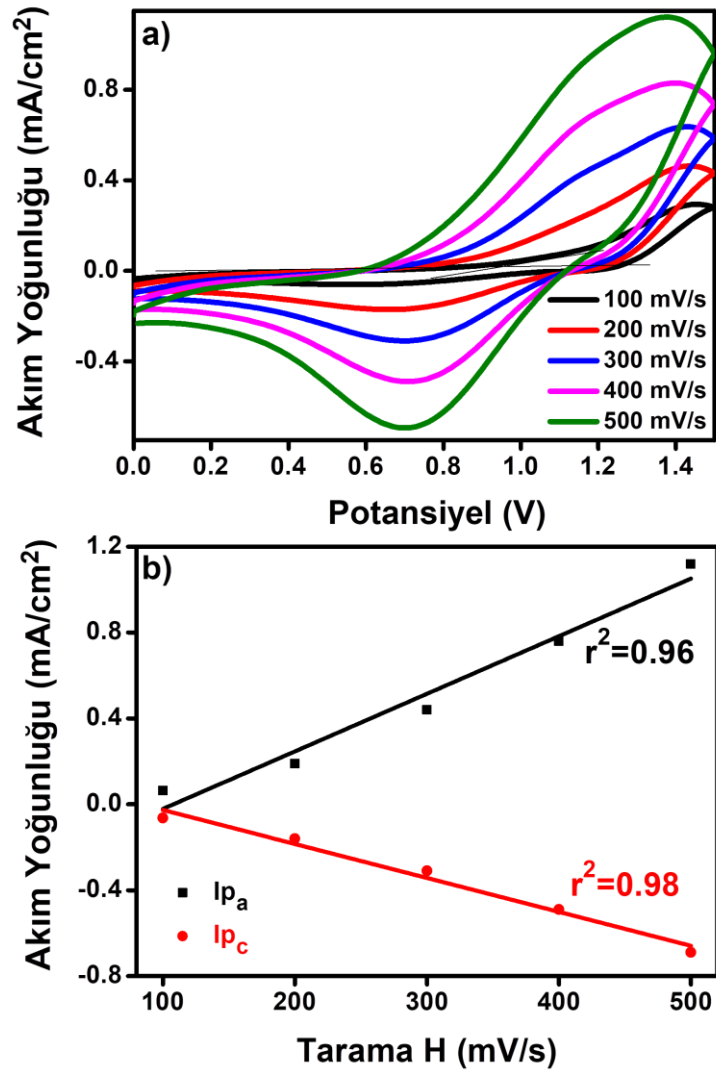 a)
Akım Yoğunluğu (mA/cm²)
0.8
0.4
0.0
-0.4
100 mV/s
200 mV/s
300 mV/s
400 mV/s
500 mV/s
0.0 0.2 0.4 0.6 0.8 1.0 1.2 1.4
Potansiyel (V)
b)
Akım Yoğunluğu (mA/cm²)
1.2
0.8
0.4
0.0
-0.4
-0.8
r²=0.96
r²=0.98
Ipₐ
Ip_c
100 200 300 400 500
Tarama H (mV/s)